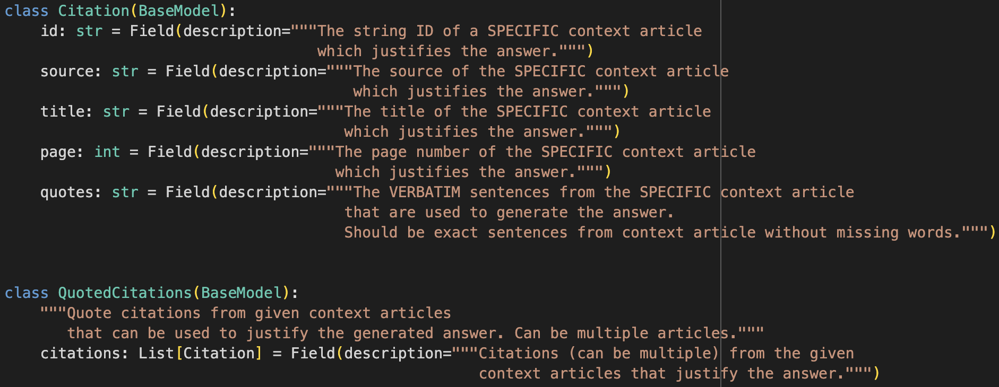 class Citation(BaseModel):
    id: str = Field(description="""The string ID of a SPECIFIC context article
                                   which justifies the answer.""")
    source: str = Field(description="""The source of the SPECIFIC context article
                                       which justifies the answer.""")
    title: str = Field(description="""The title of the SPECIFIC context article
                                      which justifies the answer.""")
    page: int = Field(description="""The page number of the SPECIFIC context article
                                     which justifies the answer.""")
    quotes: str = Field(description="""The VERBATIM sentences from the SPECIFIC context article
                                      that are used to generate the answer.
                                      Should be exact sentences from context article without missing words.""")


class QuotedCitations(BaseModel):
    """Quote citations from given context articles
       that can be used to justify the generated answer. Can be multiple articles."""
    citations: List[Citation] = Field(description="""Citations (can be multiple) from the given
                                                     context articles that justify the answer.""")